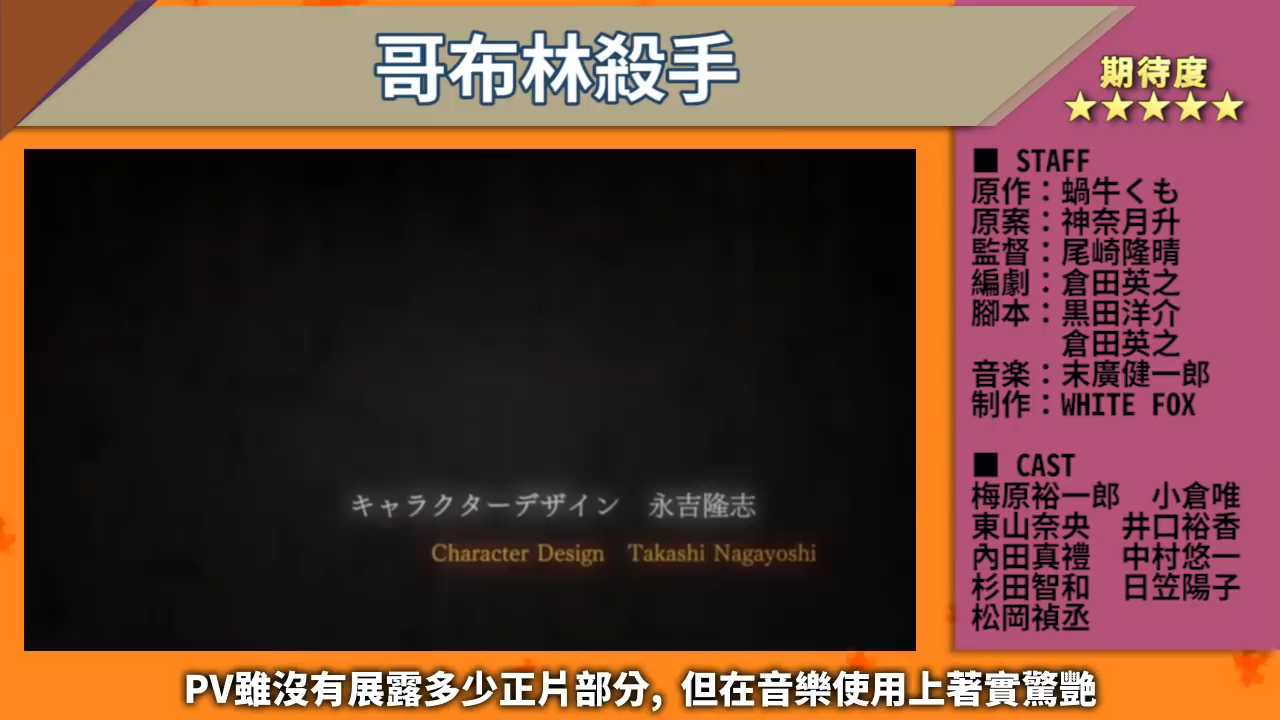 哥布林殺手
期待度
★★★★★
■ STAFF
原作：蝸牛くも
原案：神奈月升
監督：尾崎隆晴
編劇：倉田英之
腳本：黒田洋介
倉田英之
音楽：末廣健一郎
制作：WHITE FOX
■ CAST
梅原裕一郎　小倉唯
東山奈央　井口裕香
內田真禮　中村悠一
杉田智和　日笠陽子
松岡禎丞
キャラクターデザイン　永吉隆志
Character Design　Takashi Nagayoshi
PV雖沒有展露多少正片部分，但在音樂使用上著實驚艷